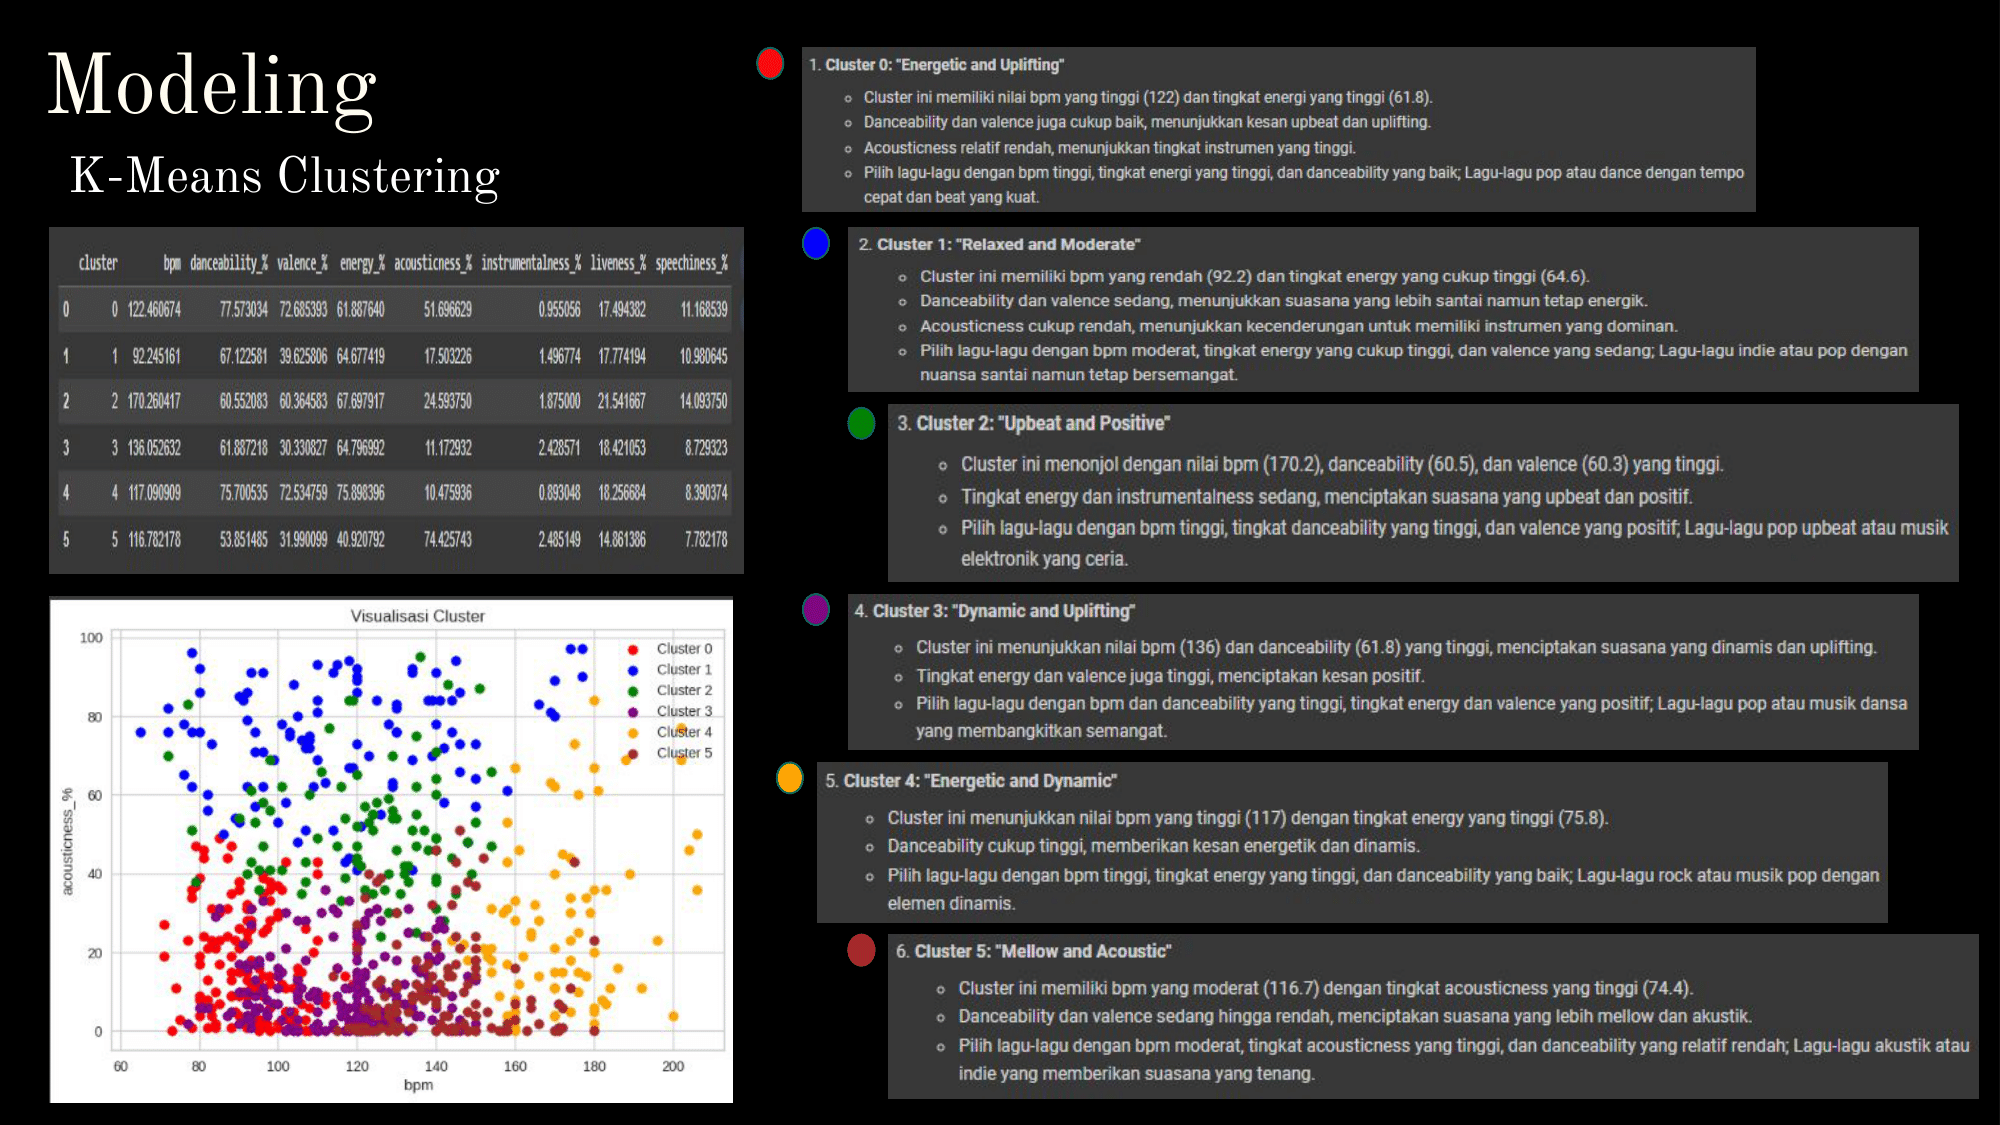 Modeling
K-Means Clustering
cluster bpm danceability_% valence_% energy_% acousticness_% instrumentalness_% liveness_% speechiness_%
0 0 122.460674 77.573034 72.685393 61.887640 51.696629 0.955056 17.494382 11.168539
1 1 92.245161 67.122581 39.625806 64.677419 17.503226 1.496774 17.774194 10.980645
2 2 170.260417 60.552083 60.364583 67.697917 24.593750 1.875000 21.541667 14.093750
3 3 136.052632 61.887218 30.330827 64.796992 11.172932 2.428571 18.421053 8.729323
4 4 117.090909 75.700535 72.534759 75.898396 10.475936 0.893048 18.256684 8.390374
5 5 116.782178 53.851485 31.990099 40.920792 74.425743 2.485149 14.861386 7.782178
Visualisasi Cluster
Cluster 0
Cluster 1
Cluster 2
Cluster 3
Cluster 4
Cluster 5
100
80
60
40
20
0
acousticness_%
60 80 100 120 140 160 180 200
bpm
1. Cluster 0: "Energetic and Uplifting"
Cluster ini memiliki nilai bpm yang tinggi (122) dan tingkat energi yang tinggi (61.8).
Danceability dan valence juga cukup baik, menunjukkan kesan upbeat dan uplifting.
Acousticness relatif rendah, menunjukkan tingkat instrumen yang tinggi.
Pilih lagu-lagu dengan bpm tinggi, tingkat energi yang tinggi, dan danceability yang baik; Lagu-lagu pop atau dance dengan tempo
cepat dan beat yang kuat.
2. Cluster 1: "Relaxed and Moderate"
Cluster ini memiliki bpm yang rendah (92.2) dan tingkat energy yang cukup tinggi (64.6).
Danceability dan valence sedang, menunjukkan suasana yang lebih santai namun tetap energik.
Acousticness cukup rendah, menunjukkan kecenderungan untuk memiliki instrumen yang dominan.
Pilih lagu-lagu dengan bpm moderat, tingkat energy yang cukup tinggi, dan valence yang sedang; Lagu-lagu indie atau pop dengan
nuansa santai namun tetap bersemangat.
3. Cluster 2: "Upbeat and Positive"
Cluster ini menonjol dengan nilai bpm (170.2), danceability (60.5), dan valence (60.3) yang tinggi.
Tingkat energy dan instrumentalness sedang, menciptakan suasana yang upbeat dan positif.
Pilih lagu-lagu dengan bpm tinggi, tingkat danceability yang tinggi, dan valence yang positif; Lagu-lagu pop upbeat atau musik
elektronik yang ceria.
4. Cluster 3: "Dynamic and Uplifting"
Cluster ini menunjukkan nilai bpm (136) dan danceability (61.8) yang tinggi, menciptakan suasana yang dinamis dan uplifting.
Tingkat energy dan valence juga tinggi, menciptakan kesan positif.
Pilih lagu-lagu dengan bpm dan danceability yang tinggi, tingkat energy dan valence yang positif; Lagu-lagu pop atau musik dansa
yang membangkitkan semangat.
5. Cluster 4: "Energetic and Dynamic"
Cluster ini menunjukkan nilai bpm yang tinggi (117) dengan tingkat energy yang tinggi (75.8).
Danceability cukup tinggi, memberikan kesan energetik dan dinamis.
Pilih lagu-lagu dengan bpm tinggi, tingkat energy yang tinggi, dan danceability yang baik; Lagu-lagu rock atau musik pop dengan
elemen dinamis.
6. Cluster 5: "Mellow and Acoustic"
Cluster ini memiliki bpm yang moderat (116.7) dengan tingkat acousticness yang tinggi (74.4).
Danceability dan valence sedang hingga rendah, menciptakan suasana yang lebih mellow dan akustik.
Pilih lagu-lagu dengan bpm moderat, tingkat acousticness yang tinggi, dan danceability yang relatif rendah; Lagu-lagu akustik atau
indie yang memberikan suasana yang tenang.